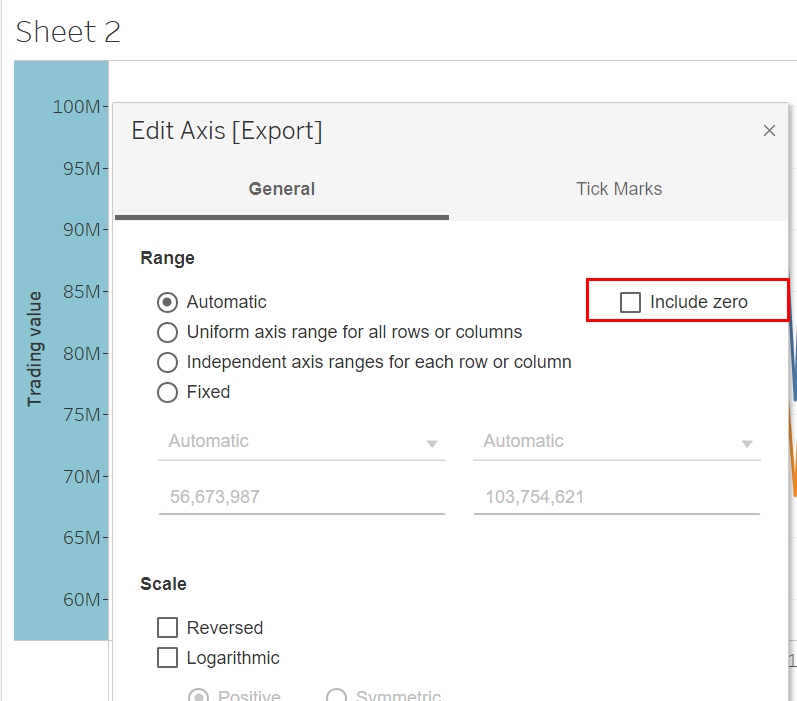 Sheet 2
100M
95M
90M
85M
80M
75M
70M
65M
60M
Trading value
Edit Axis [Export]
×
General
Tick Marks
Range
Automatic
Include zero
Uniform axis range for all rows or columns
Independent axis ranges for each row or column
Fixed
Automatic
Automatic
56,673,987
103,754,621
Scale
Reversed
Logarithmic
Positive
Symmetric
1